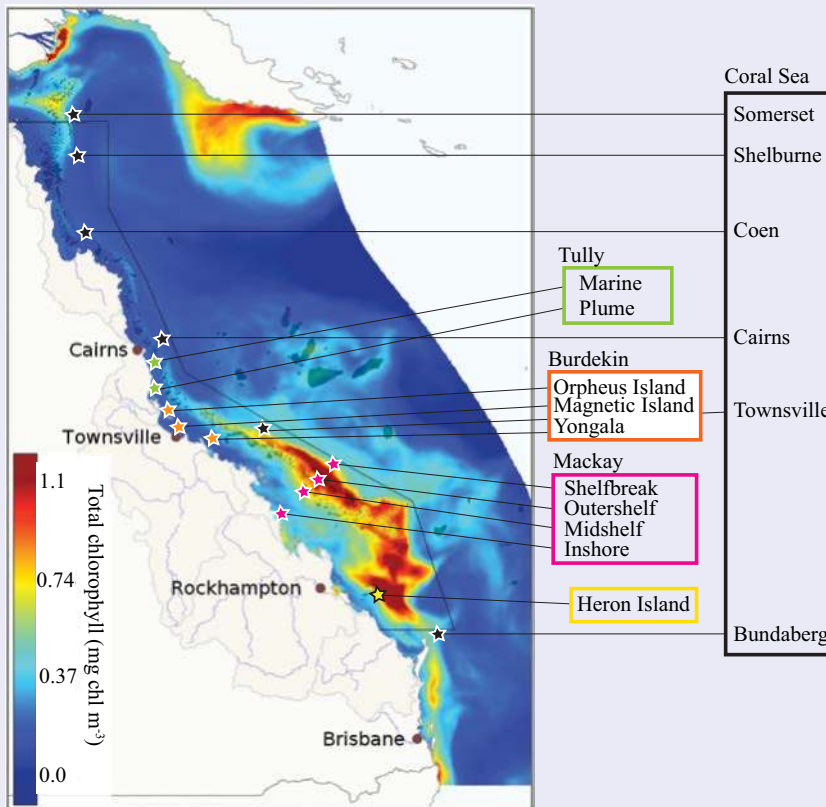 Coral Sea
Somerset
Shelburne
Coen
Tully
Marine
Plume
Cairns
Cairns
Burdekin
Orpheus Island
Magnetic Island
Yongala
Townsville
Townsville
Mackay
Shelfbreak
Outershelf
Midshelf
Inshore
1.1
0.74
0.37
0.0
Total chlorophyll (mg chl m⁻³)
Rockhampton
Heron Island
Bundaberg
Brisbane